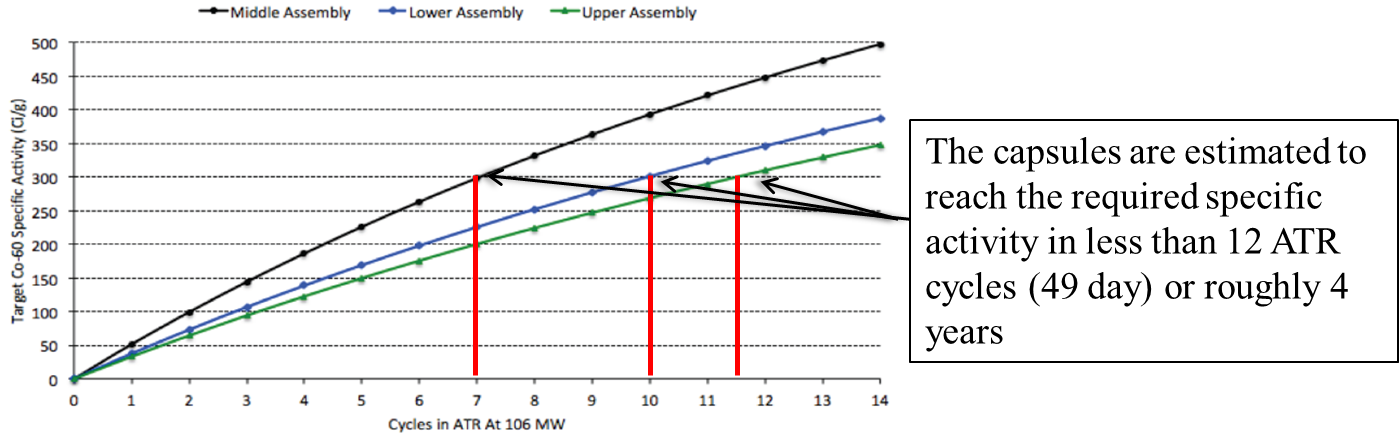 Middle Assembly Lower Assembly Upper Assembly
500
450
400
350
300
250
200
150
100
50
0
Target Co-60 Specific Activity (Ci/g)
0 1 2 3 4 5 6 7 8 9 10 11 12 13 14
Cycles in ATR At 106 MW
The capsules are estimated to
reach the required specific
activity in less than 12 ATR
cycles (49 day) or roughly 4
years